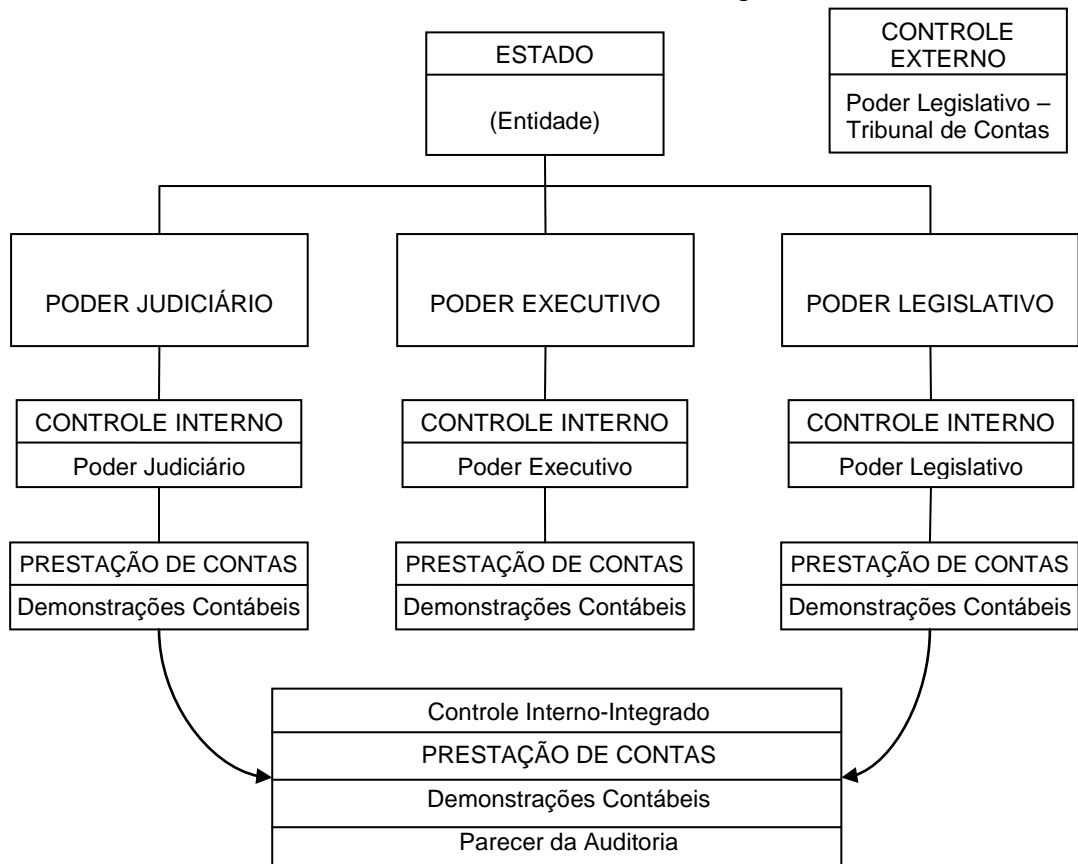 CONTROLE
EXTERNO
Poder Legislativo –
Tribunal de Contas
ESTADO
(Entidade)
PODER JUDICIÁRIO
PODER EXECUTIVO
PODER LEGISLATIVO
CONTROLE INTERNO
Poder Judiciário
CONTROLE INTERNO
Poder Executivo
CONTROLE INTERNO
Poder Legislativo
PRESTAÇÃO DE CONTAS
Demonstrações Contábeis
PRESTAÇÃO DE CONTAS
Demonstrações Contábeis
PRESTAÇÃO DE CONTAS
Demonstrações Contábeis
Controle Interno-Integrado
PRESTAÇÃO DE CONTAS
Demonstrações Contábeis
Parecer da Auditoria